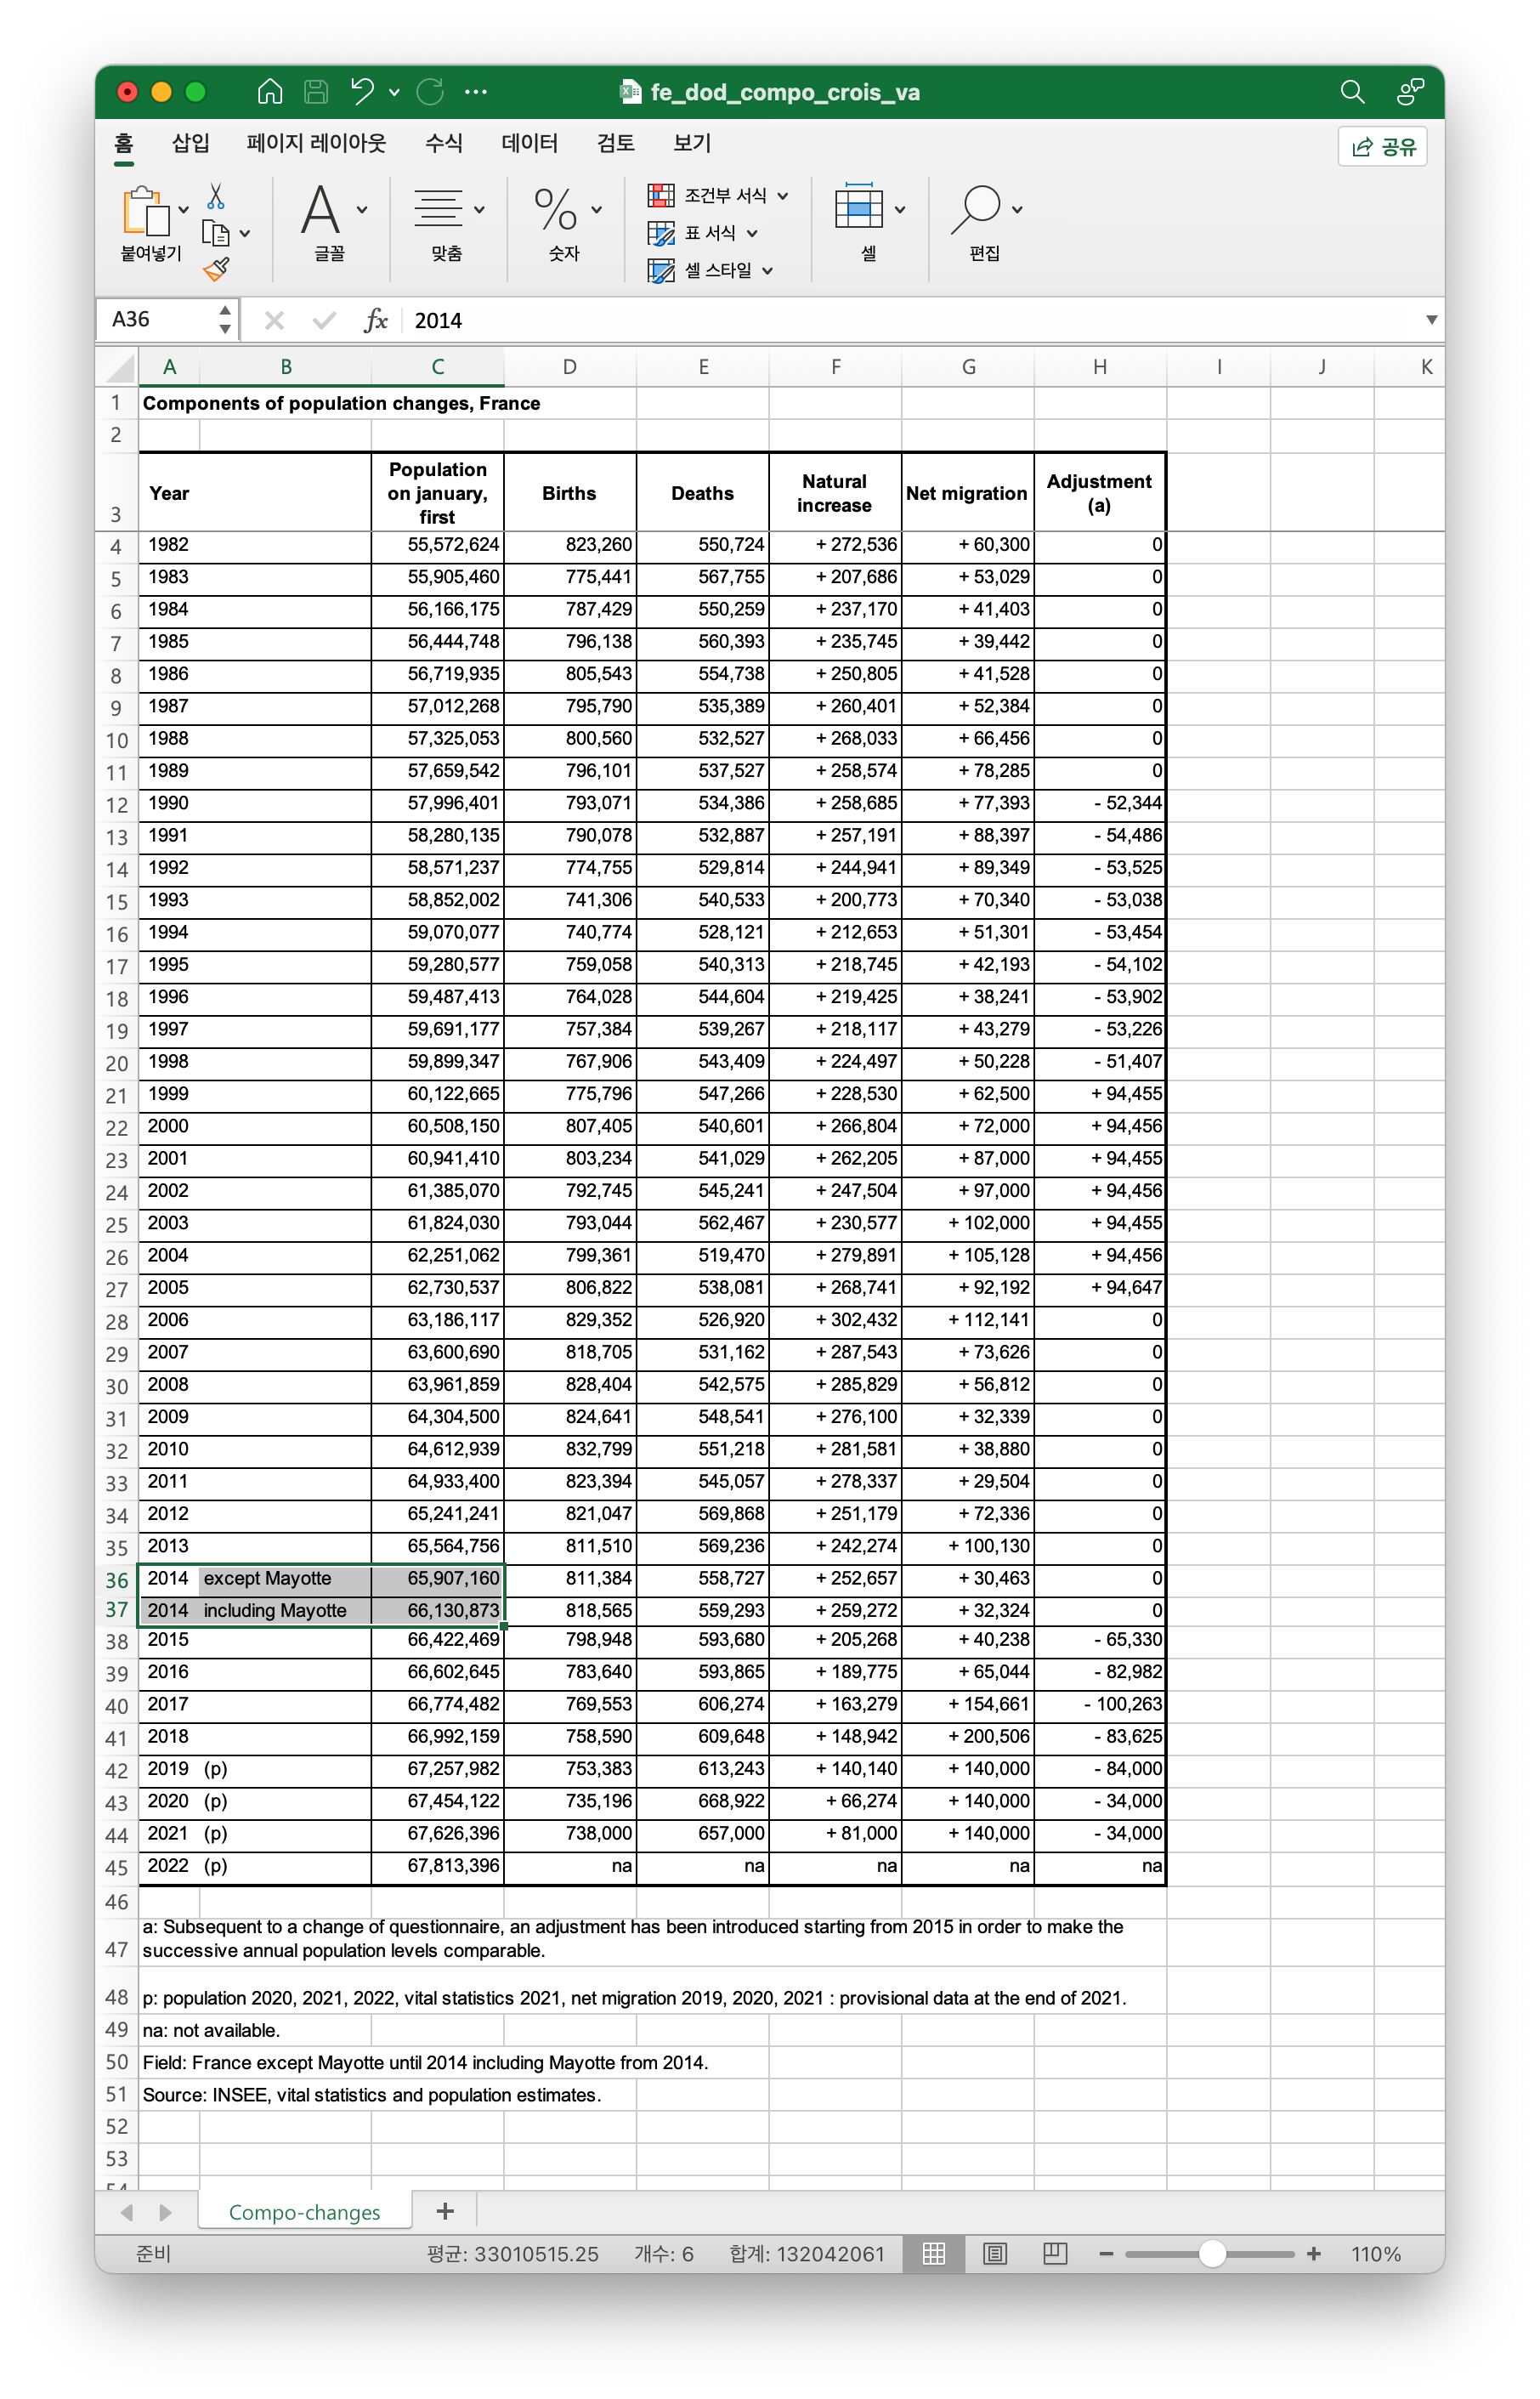 fe_dod_compo_crois_va
홈 삽입 페이지 레이아웃 수식 데이터 검토 보기 공유
붙여넣기 글꼴 맞춤 % 숫자 조건부 서식 표 서식 셀 스타일 셀 편집
A36 fx 2014
A B C D E F G H I J K
1 Components of population changes, France
2
3 Year Population on january, first Births Deaths Natural increase Net migration Adjustment (a)
4 1982 55,572,624 823,260 550,724 + 272,536 + 60,300 0
5 1983 55,905,460 775,441 567,755 + 207,686 + 53,029 0
6 1984 56,166,175 787,429 550,259 + 237,170 + 41,403 0
7 1985 56,444,748 796,138 560,393 + 235,745 + 39,442 0
8 1986 56,719,935 805,543 554,738 + 250,805 + 41,528 0
9 1987 57,012,268 795,790 535,389 + 260,401 + 52,384 0
10 1988 57,325,053 800,560 532,527 + 268,033 + 66,456 0
11 1989 57,659,542 796,101 537,527 + 258,574 + 78,285 0
12 1990 57,996,401 793,071 534,386 + 258,685 + 77,393 - 52,344
13 1991 58,280,135 790,078 532,887 + 257,191 + 88,397 - 54,486
14 1992 58,571,237 774,755 529,814 + 244,941 + 89,349 - 53,525
15 1993 58,852,002 741,306 540,533 + 200,773 + 70,340 - 53,038
16 1994 59,070,077 740,774 528,121 + 212,653 + 51,301 - 53,454
17 1995 59,280,577 759,058 540,313 + 218,745 + 42,193 - 54,102
18 1996 59,487,413 764,028 544,604 + 219,425 + 38,241 - 53,902
19 1997 59,691,177 757,384 539,267 + 218,117 + 43,279 - 53,226
20 1998 59,899,347 767,906 543,409 + 224,497 + 50,228 - 51,407
21 1999 60,122,665 775,796 547,266 + 228,530 + 62,500 + 94,455
22 2000 60,508,150 807,405 540,601 + 266,804 + 72,000 + 94,456
23 2001 60,941,410 803,234 541,029 + 262,205 + 87,000 + 94,455
24 2002 61,385,070 792,745 545,241 + 247,504 + 97,000 + 94,456
25 2003 61,824,030 793,044 562,467 + 230,577 + 102,000 + 94,455
26 2004 62,251,062 799,361 519,470 + 279,891 + 105,128 + 94,456
27 2005 62,730,537 806,822 538,081 + 268,741 + 92,192 + 94,647
28 2006 63,186,117 829,352 526,920 + 302,432 + 112,141 0
29 2007 63,600,690 818,705 531,162 + 287,543 + 73,626 0
30 2008 63,961,859 828,404 542,575 + 285,829 + 56,812 0
31 2009 64,304,500 824,641 548,541 + 276,100 + 32,339 0
32 2010 64,612,939 832,799 551,218 + 281,581 + 38,880 0
33 2011 64,933,400 823,394 545,057 + 278,337 + 29,504 0
34 2012 65,241,241 821,047 569,868 + 251,179 + 72,336 0
35 2013 65,564,756 811,510 569,236 + 242,274 + 100,130 0
36 2014 except Mayotte 65,907,160 811,384 558,727 + 252,657 + 30,463 0
37 2014 including Mayotte 66,130,873 818,565 559,293 + 259,272 + 32,324 0
38 2015 66,422,469 798,948 593,680 + 205,268 + 40,238 - 65,330
39 2016 66,602,645 783,640 593,865 + 189,775 + 65,044 - 82,982
40 2017 66,774,482 769,553 606,274 + 163,279 + 154,661 - 100,263
41 2018 66,992,159 758,590 609,648 + 148,942 + 200,506 - 83,625
42 2019 (p) 67,257,982 753,383 613,243 + 140,140 + 140,000 - 84,000
43 2020 (p) 67,454,122 735,196 668,922 + 66,274 + 140,000 - 34,000
44 2021 (p) 67,626,396 738,000 657,000 + 81,000 + 140,000 - 34,000
45 2022 (p) 67,813,396 na na na na na
46
47 a: Subsequent to a change of questionnaire, an adjustment has been introduced starting from 2015 in order to make the
successive annual population levels comparable.
48 p: population 2020, 2021, 2022, vital statistics 2021, net migration 2019, 2020, 2021 : provisional data at the end of 2021.
49 na: not available.
50 Field: France except Mayotte until 2014 including Mayotte from 2014.
51 Source: INSEE, vital statistics and population estimates.
52
53
54
Compo-changes
준비 평균: 33010515.25 개수: 6 합계: 132042061 110%